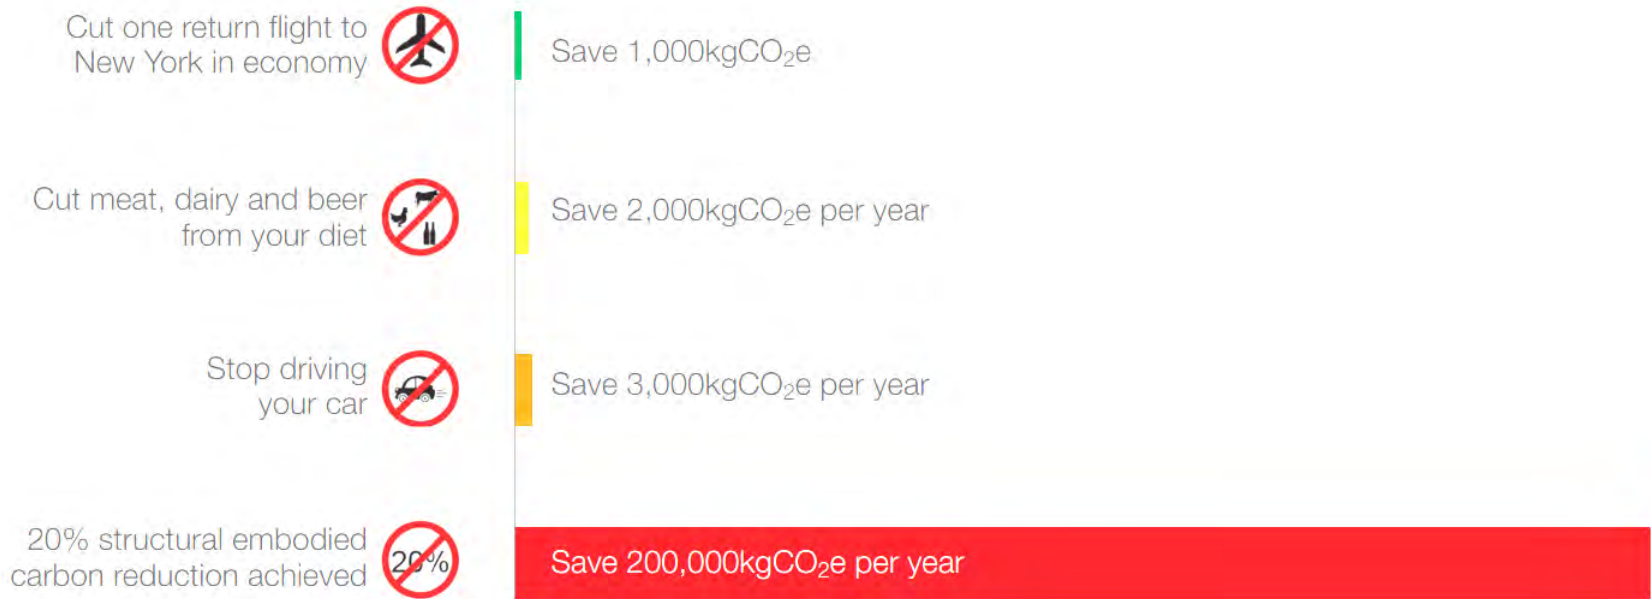 Cut one return flight to
New York in economy
Save 1,000kgCO₂e
Cut meat, dairy and beer
from your diet
Save 2,000kgCO₂e per year
Stop driving
your car
Save 3,000kgCO₂e per year
20% structural embodied
carbon reduction achieved
20%
Save 200,000kgCO₂e per year